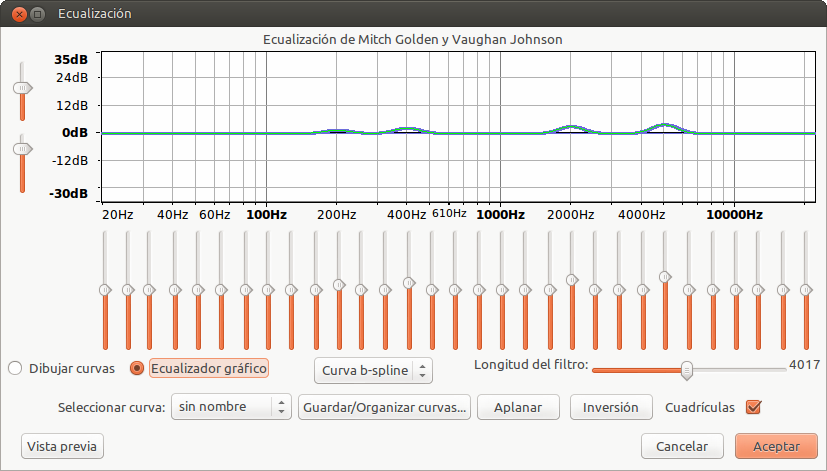 Ecualización
Ecualización de Mitch Golden y Vaughan Johnson
35dB
24dB
12dB
0dB
-12dB
-30dB
20Hz 40Hz 60Hz 100Hz 200Hz 400Hz 610Hz 1000Hz 2000Hz 4000Hz 10000Hz
Dibujar curvas Ecualizador gráfico Curva b-spline Longitud del filtro: 4017
Seleccionar curva: sin nombre Guardar/Organizar curvas... Aplanar Inversión Cuadrículas
Vista previa Cancelar Aceptar